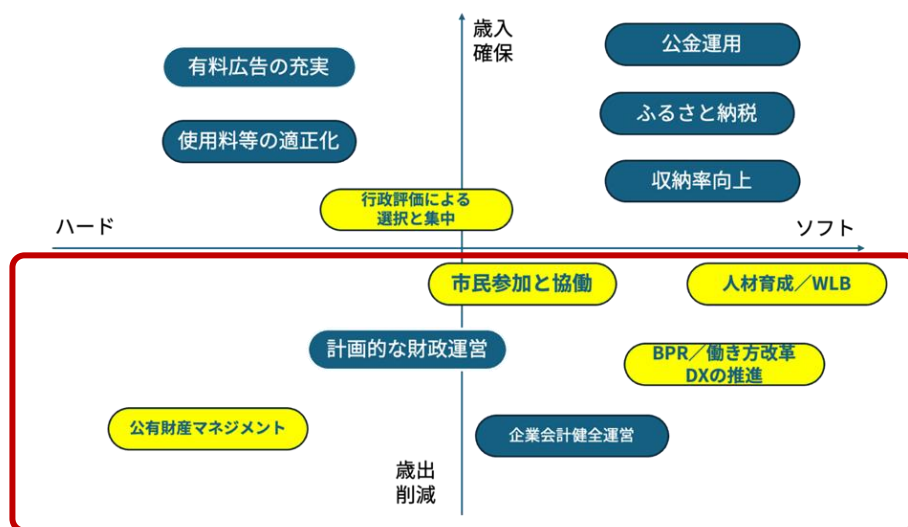 歳入
確保
公金運用
有料広告の充実
ふるさと納税
使用料等の適正化
収納率向上
行政評価による
選択と集中
ハード
ソフト
市民参加と協働
人材育成／WLB
計画的な財政運営
BPR／働き方改革
DXの推進
公有財産マネジメント
企業会計健全運営
歳出
削減